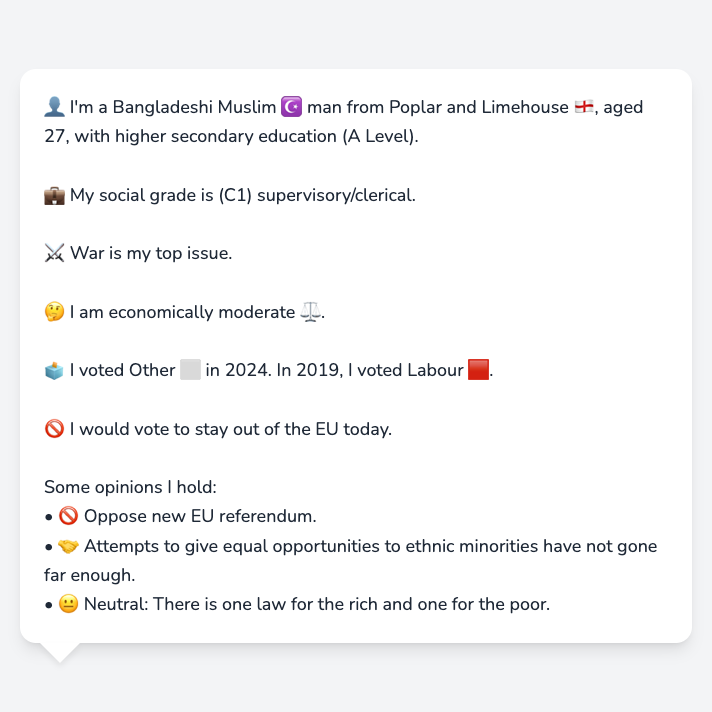 👤 I'm a Bangladeshi Muslim ☪️ man from Poplar and Limehouse 🏴󠁧󠁢󠁥󠁮󠁧󠁿, aged
27, with higher secondary education (A Level).
💼 My social grade is (C1) supervisory/clerical.
⚔️ War is my top issue.
🤔 I am economically moderate ⚖️.
🗳️ I voted Other ⬜ in 2024. In 2019, I voted Labour 🟥.
🚫 I would vote to stay out of the EU today.
Some opinions I hold:
• 🚫 Oppose new EU referendum.
• 🤝 Attempts to give equal opportunities to ethnic minorities have not gone
far enough.
• 😐 Neutral: There is one law for the rich and one for the poor.